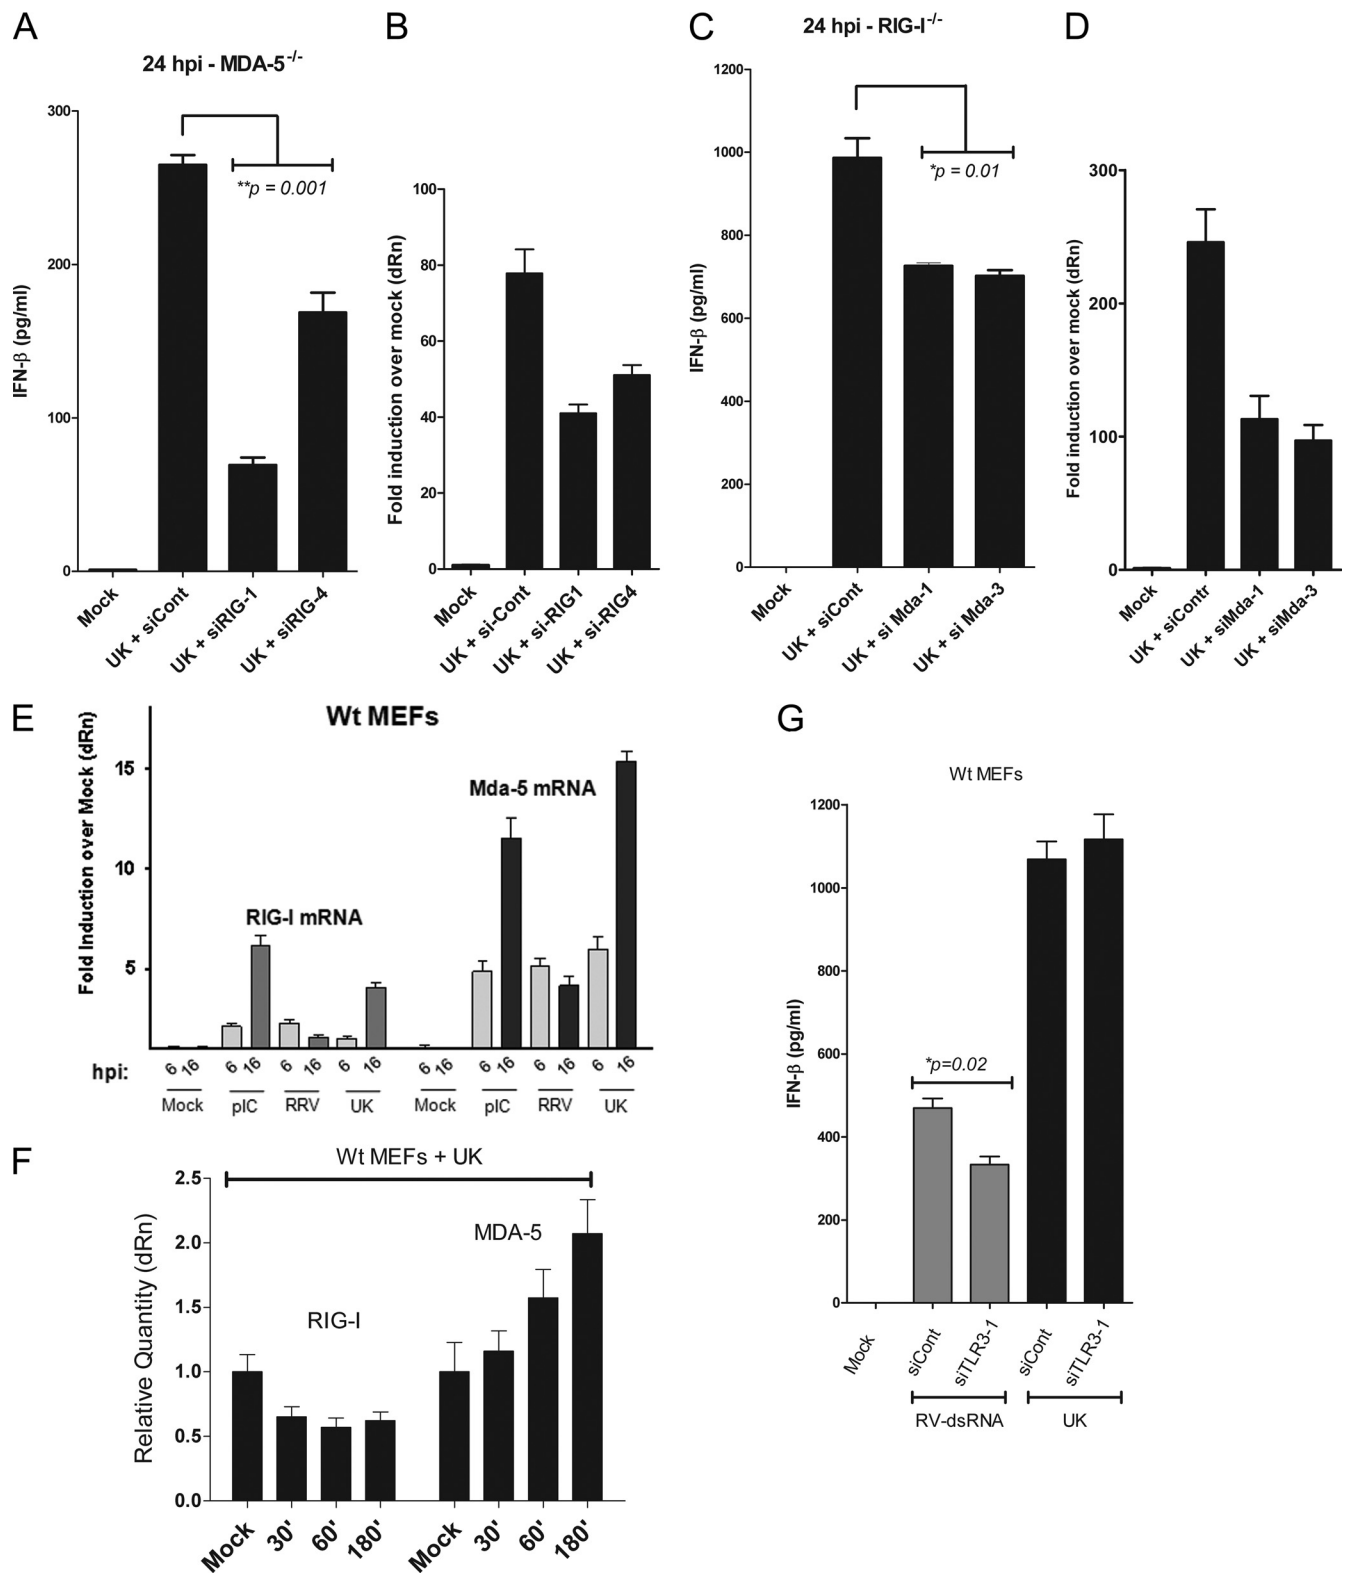 A
24 hpi - MDA-5-/-
300
200
100
0
IFN-β (pg/ml)
**p = 0.001
Mock
UK + siCont
UK + siRIG-1
UK + siRIG-4
B
100
80
60
40
20
0
Fold induction over mock (dRn)
Mock
UK + si-Cont
UK + si-RIG1
UK + si-RIG4
C
24 hpi - RIG-I-/-
1200
1000
800
600
400
200
0
IFN-β (pg/ml)
*p = 0.01
Mock
UK + siCont
UK + si Mda-1
UK + si Mda-3
D
300
200
100
0
Fold induction over mock (dRn)
Mock
UK + siContr
UK + siMda-1
UK + siMda-3
E
Wt MEFs
Fold Induction over Mock (dRn)
15
10
5
RIG-I mRNA
Mda-5 mRNA
hpi: 6 16 6 16 6 16 6 16 6 16 6 16 6 16 6 16
Mock pIC RRV UK Mock pIC RRV UK
F
Wt MEFs + UK
Relative Quantity (dRn)
2.5
2.0
1.5
1.0
0.5
0.0
RIG-I
MDA-5
Mock 30' 60' 180' Mock 30' 60' 180'
G
Wt MEFs
1200
1000
800
600
400
200
0
IFN-β (pg/ml)
*p=0.02
Mock
siCont
siTLR3-1
siCont
siTLR3-1
RV-dsRNA
UK